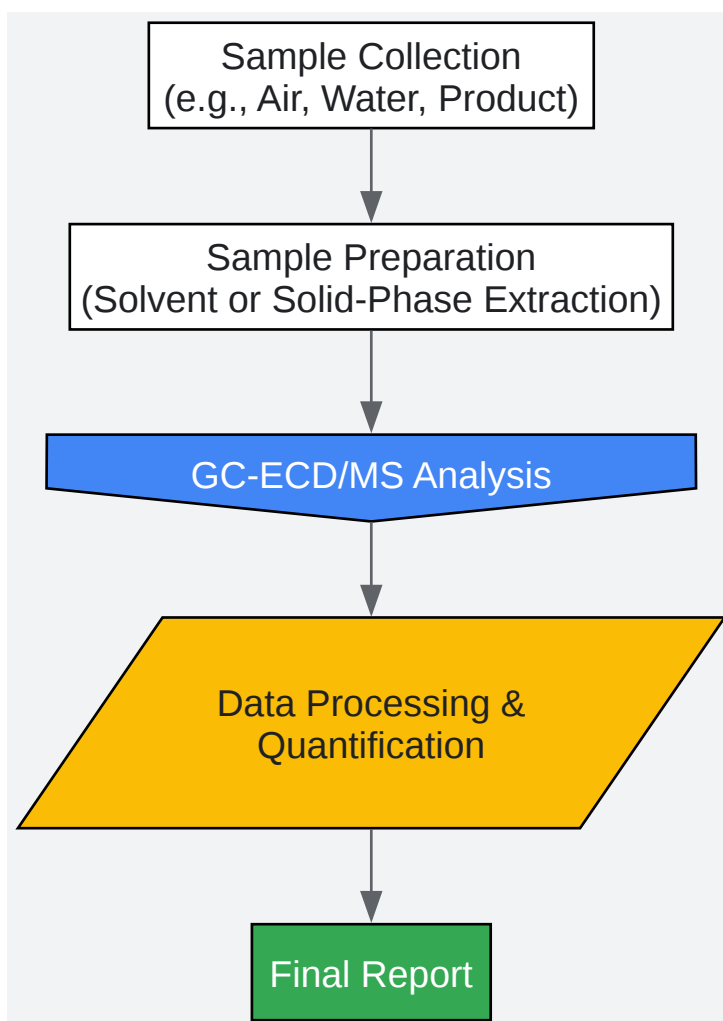 Sample Collection
(e.g., Air, Water, Product)
Sample Preparation
(Solvent or Solid-Phase Extraction)
GC-ECD/MS Analysis
Data Processing &
Quantification
Final Report